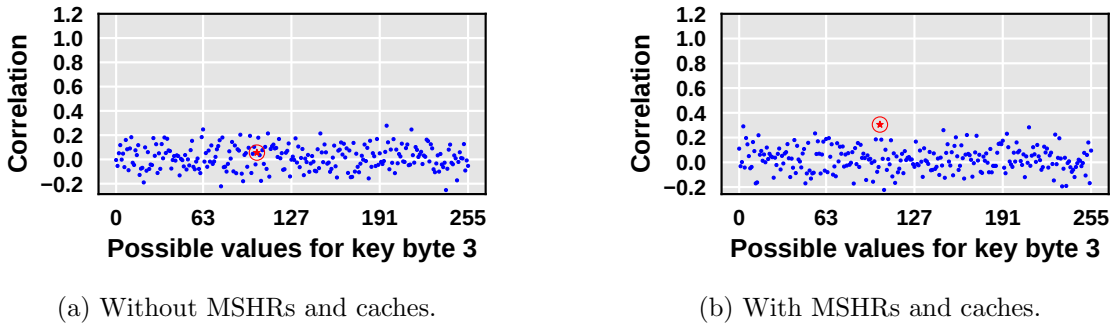 1.2
1.0
0.8
0.6
0.4
0.2
0.0
−0.2
Correlation
0 63 127 191 255
Possible values for key byte 3
(a) Without MSHRs and caches.
1.2
1.0
0.8
0.6
0.4
0.2
0.0
−0.2
Correlation
0 63 127 191 255
Possible values for key byte 3
(b) With MSHRs and caches.